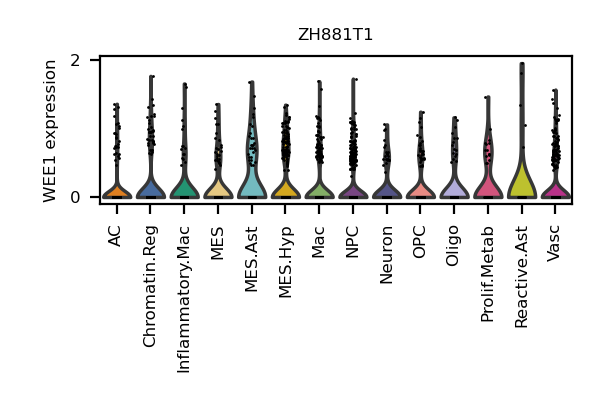 ZH881T1
WEE1 expression
2
0
AC
Chromatin.Reg
Inflammatory.Mac
MES
MES.Ast
MES.Hyp
Mac
NPC
Neuron
OPC
Oligo
Prolif.Metab
Reactive.Ast
Vasc